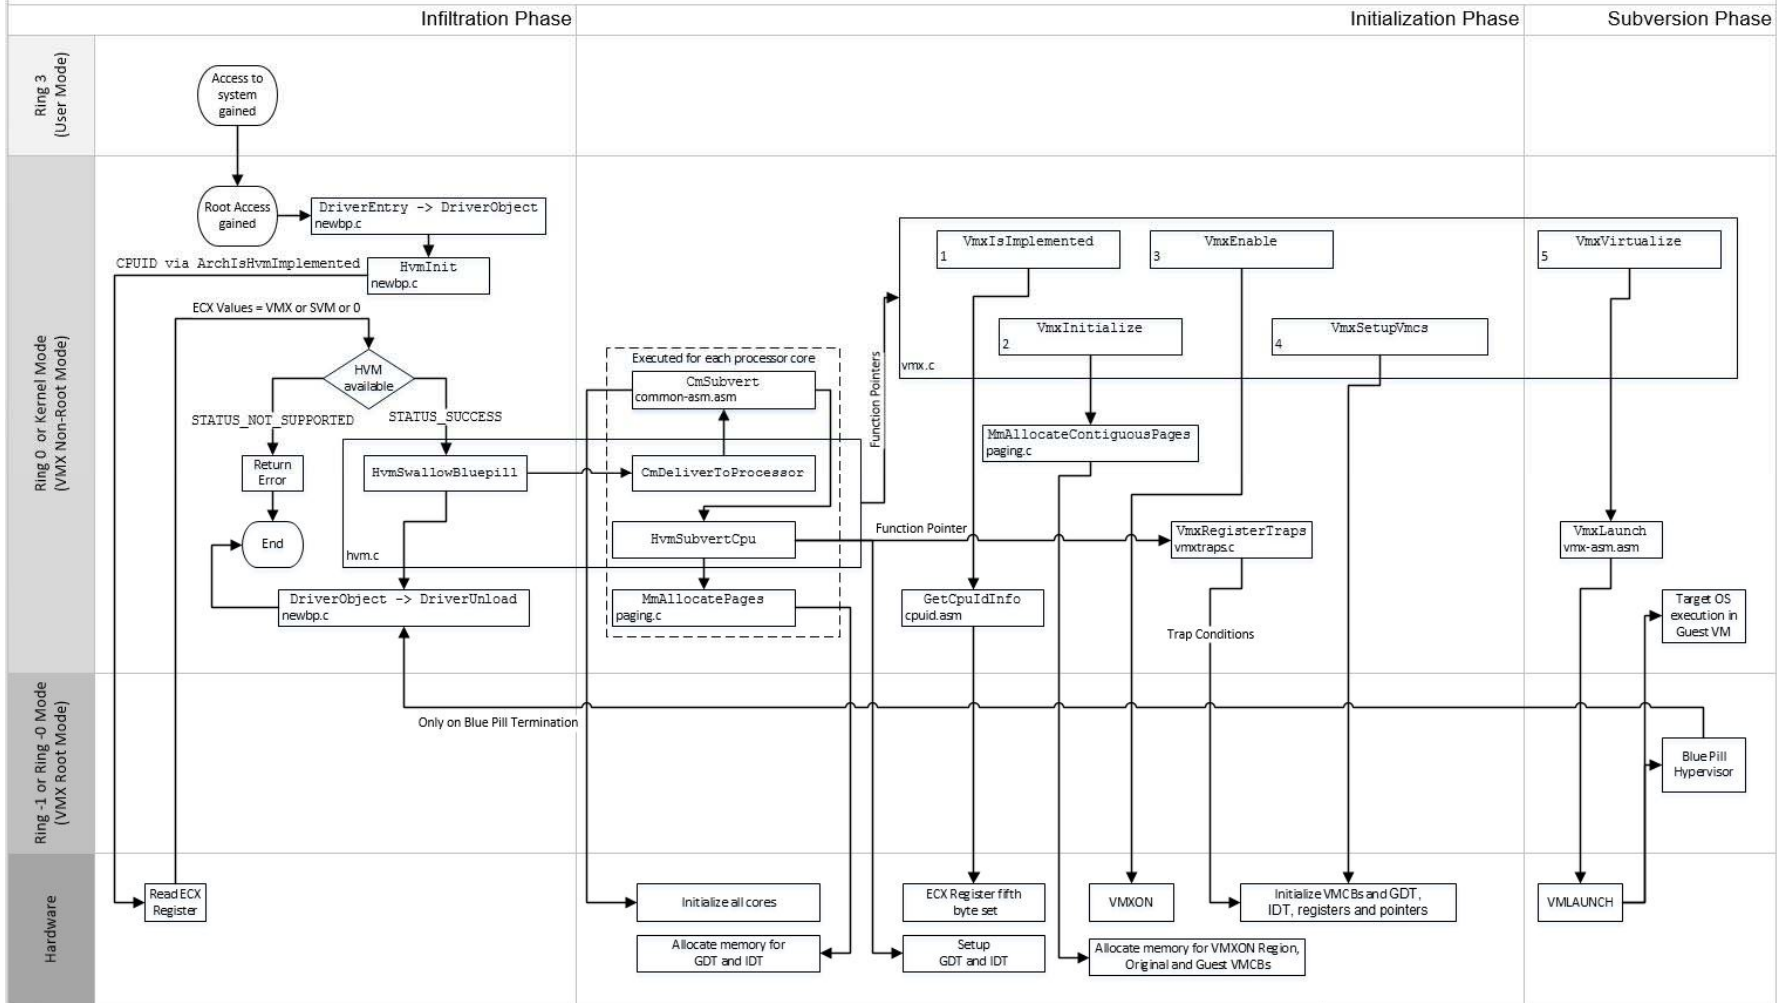 Infiltration Phase
Initialization Phase
Subversion Phase
Ring 3
(User Mode)
Access to
system
gained
Ring 0 or Kernel Mode
(VMX Non-Root Mode)
Root Access
gained
DriverEntry -> DriverObject
newbp.c
CPUID via ArchIsHvmImplemented
HvmInit
newbp.c
ECX Values = VMX or SVM or 0
HVM
available
STATUS_NOT_SUPPORTED
STATUS_SUCCESS
Return
Error
End
HvmSwallowBluepill
hvm.c
DriverObject -> DriverUnload
newbp.c
Executed for each processor core
CmSubvert
common-asm.asm
CmDeliverToProcessor
HvmSubvertCpu
MmAllocatePages
paging.c
Function Pointers
Function Pointer
VmxIsImplemented
1
VmxEnable
3
VmxVirtualize
5
VmxInitialize
2
VmxSetupVmcs
4
vmx.c
MmAllocateContiguousPages
paging.c
VmxRegisterTraps
vmxtraps.c
VmxLaunch
vmx-asm.asm
GetCpuIdInfo
cpuid.asm
Trap Conditions
Target OS
execution in
Guest VM
Ring -1 or Ring -0 Mode
(VMX Root Mode)
Only on Blue Pill Termination
Blue Pill
Hypervisor
Hardware
Read ECX
Register
Initialize all cores
ECX Register fifth
byte set
VMXON
Initialize VMCBs and GDT,
IDT, registers and pointers
VMLAUNCH
Allocate memory for
GDT and IDT
Setup
GDT and IDT
Allocate memory for VMXON Region,
Original and Guest VMCBs